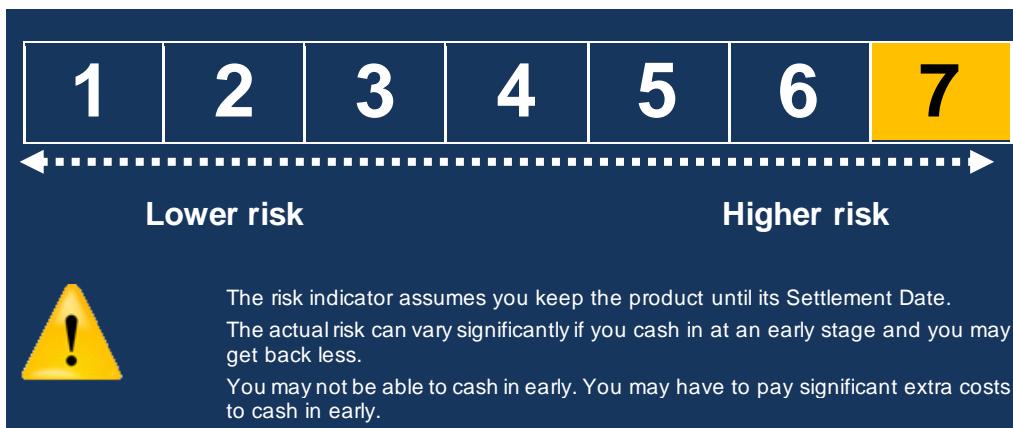 1 2 3 4 5 6 7
Lower risk Higher risk
The risk indicator assumes you keep the product until its Settlement Date.
The actual risk can vary significantly if you cash in at an early stage and you may
get back less.
You may not be able to cash in early. You may have to pay significant extra costs
to cash in early.